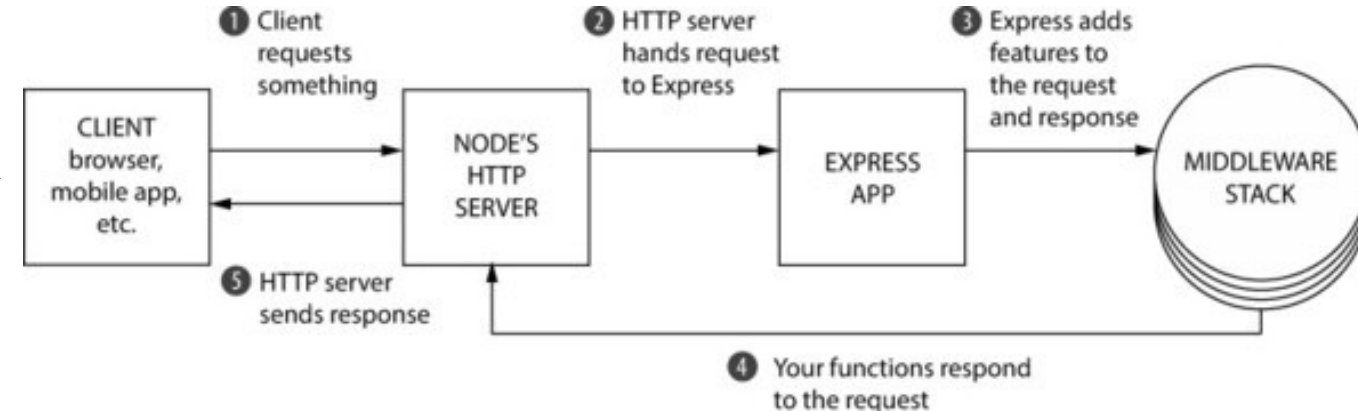 1 Client
requests
something
2 HTTP server
hands request
to Express
3 Express adds
features to
the request
and response
CLIENT
browser,
mobile app,
etc.
NODE'S
HTTP
SERVER
EXPRESS
APP
MIDDLEWARE
STACK
5 HTTP server
sends response
4 Your functions respond
to the request